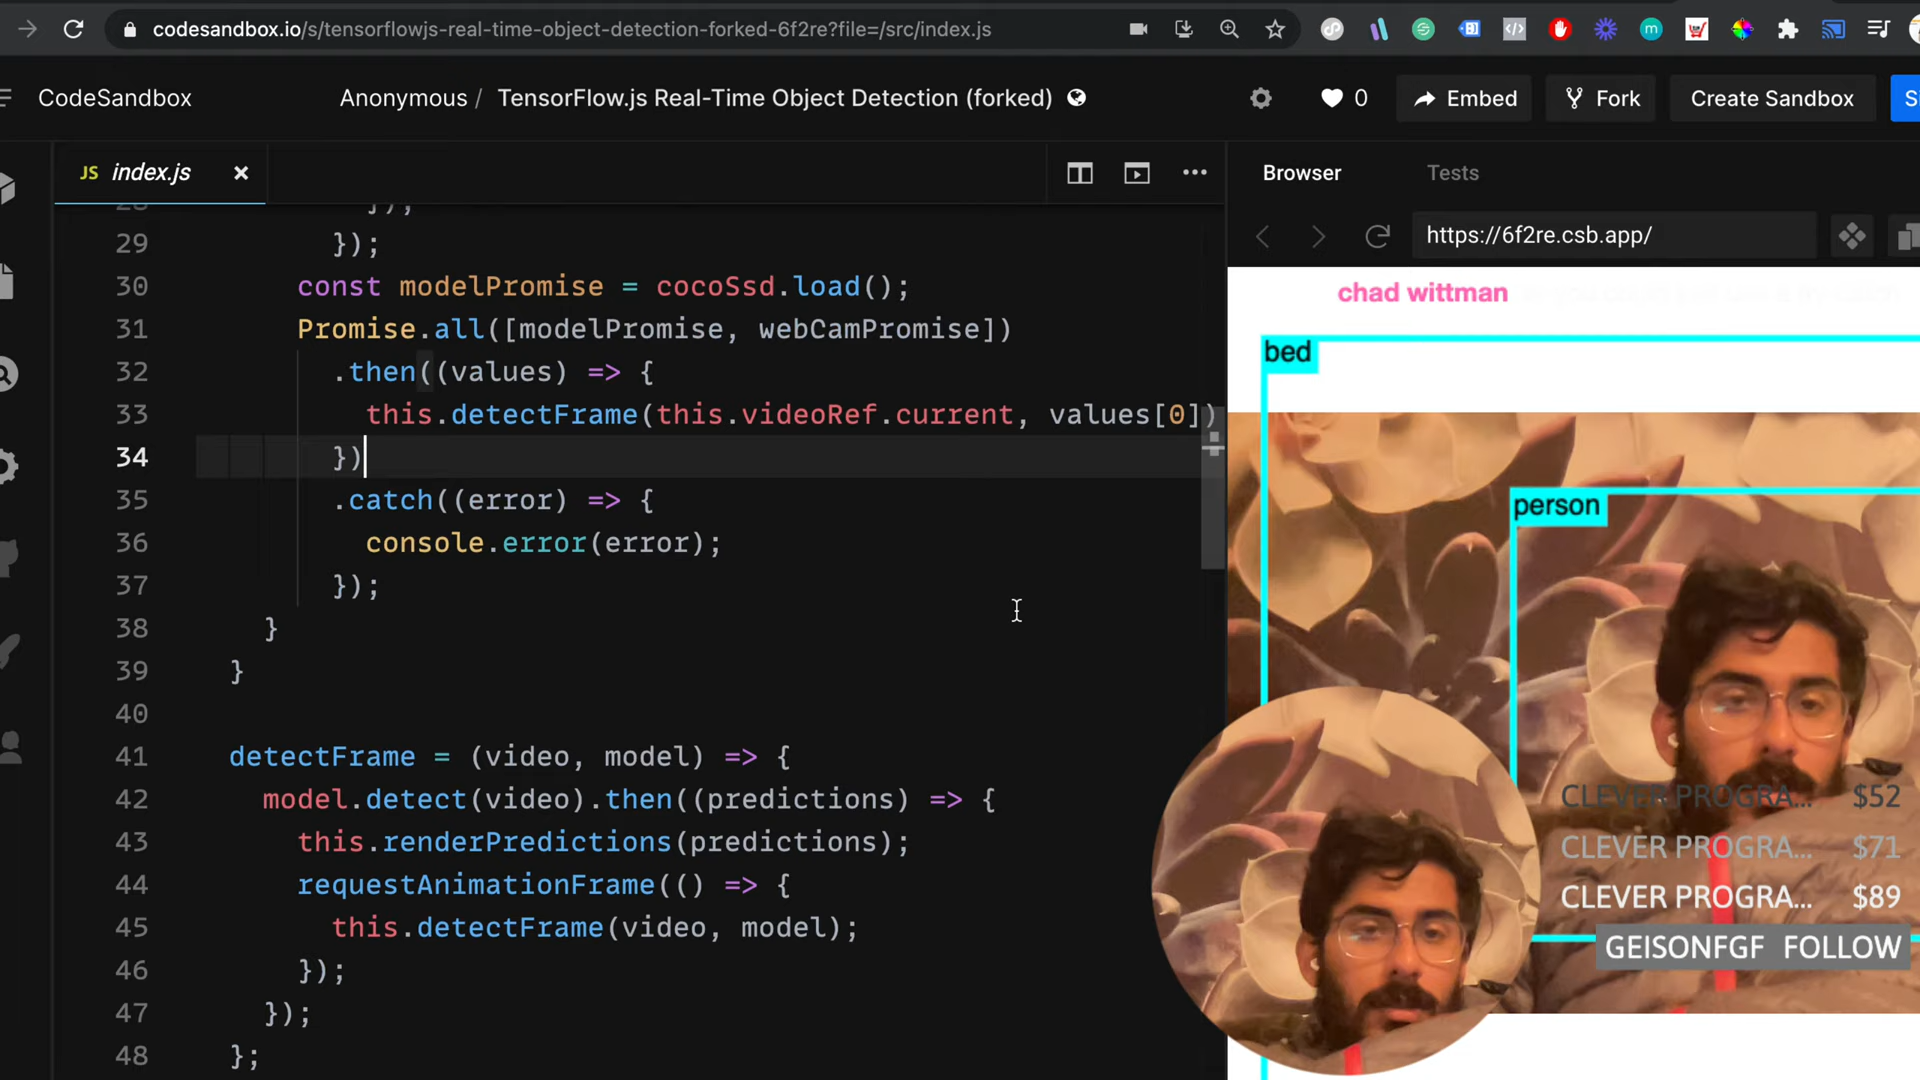 codesandbox.io/s/tensorflowjs-real-time-object-detection-forked-6f2re?file=/src/index.js
CodeSandbox
Anonymous / TensorFlow.js Real-Time Object Detection (forked)
0
Embed
Fork
Create Sandbox
JS index.js
Browser
Tests
https://6f2re.csb.app/
28 });
29 });
30 const modelPromise = cocoSsd.load();
31 Promise.all([modelPromise, webCamPromise])
32 .then((values) => {
33 this.detectFrame(this.videoRef.current, values[0])
34 })
35 .catch((error) => {
36 console.error(error);
37 });
38 }
39 }
40
41 detectFrame = (video, model) => {
42 model.detect(video).then((predictions) => {
43 this.renderPredictions(predictions);
44 requestAnimationFrame(() => {
45 this.detectFrame(video, model);
46 });
47 });
48 };
chad wittman
bed
person
CLEVER PROGRA... $52
CLEVER PROGRA... $71
CLEVER PROGRA... $89
GEISONFGF FOLLOW